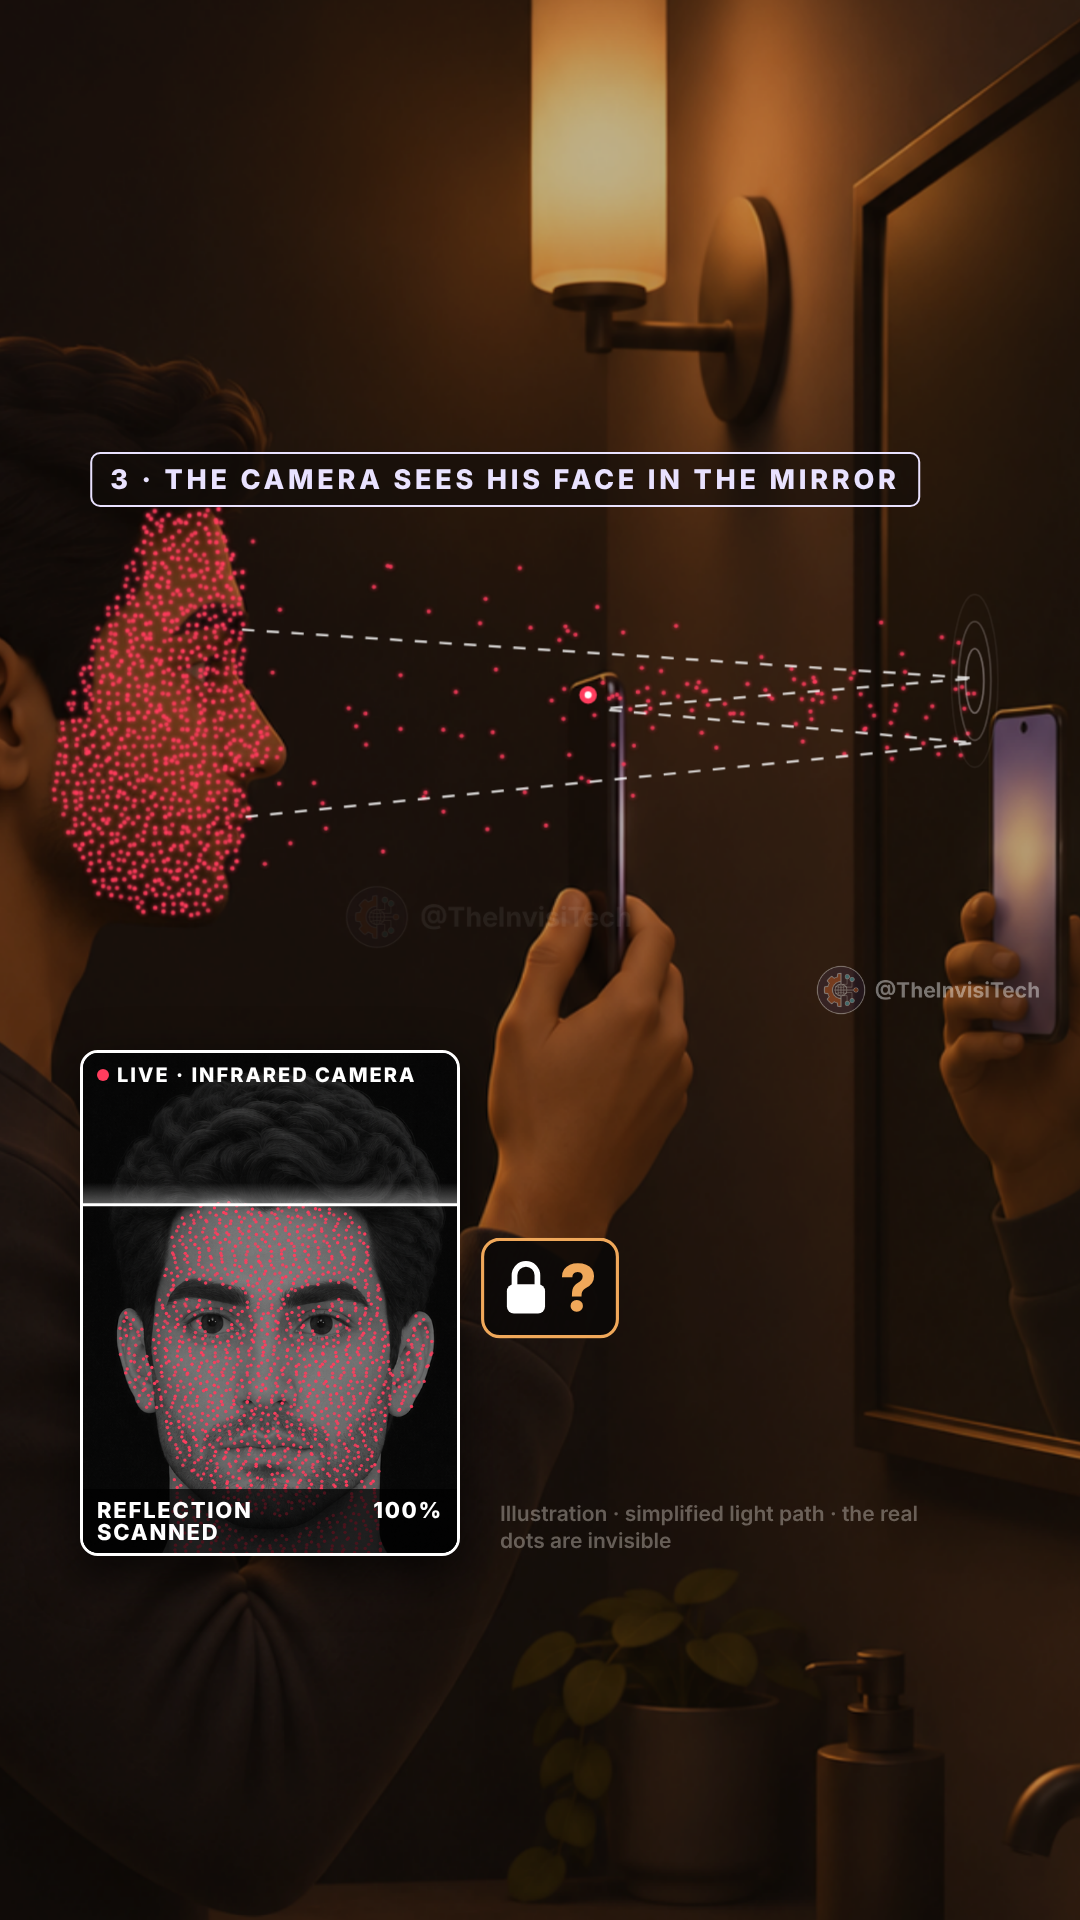 3 · THE CAMERA SEES HIS FACE IN THE MIRROR
@TheInvisiTech
@TheInvisiTech
LIVE · INFRARED CAMERA
?
REFLECTION SCANNED 100%
Illustration · simplified light path · the real
dots are invisible